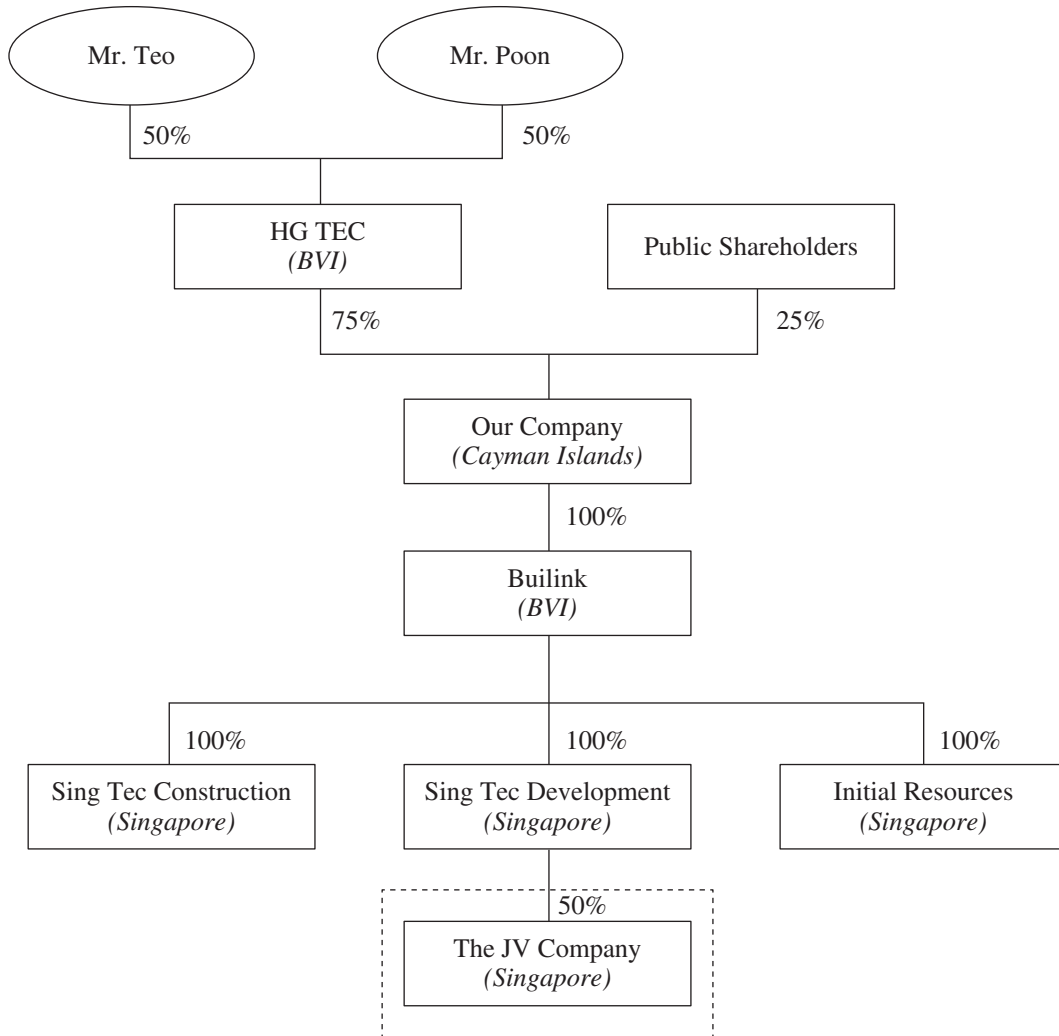 Mr. Teo
Mr. Poon
50%
50%
HG TEC
(BVI)
Public Shareholders
75%
25%
Our Company
(Cayman Islands)
100%
Builink
(BVI)
100%
100%
100%
Sing Tec Construction
(Singapore)
Sing Tec Development
(Singapore)
Initial Resources
(Singapore)
50%
The JV Company
(Singapore)